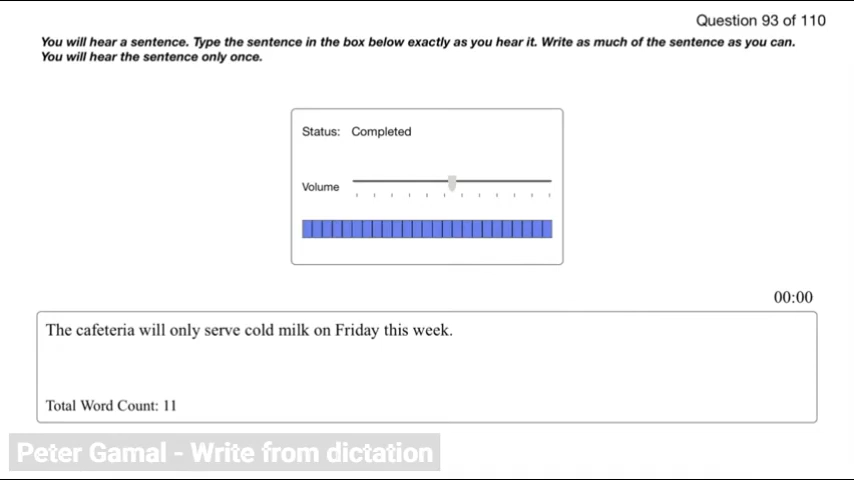 Question 93 of 110
You will hear a sentence. Type the sentence in the box below exactly as you hear it. Write as much of the sentence as you can.
You will hear the sentence only once.
Status: Completed
Volume
00:00
The cafeteria will only serve cold milk on Friday this week.
Total Word Count: 11
Peter Gamal - Write from dictation